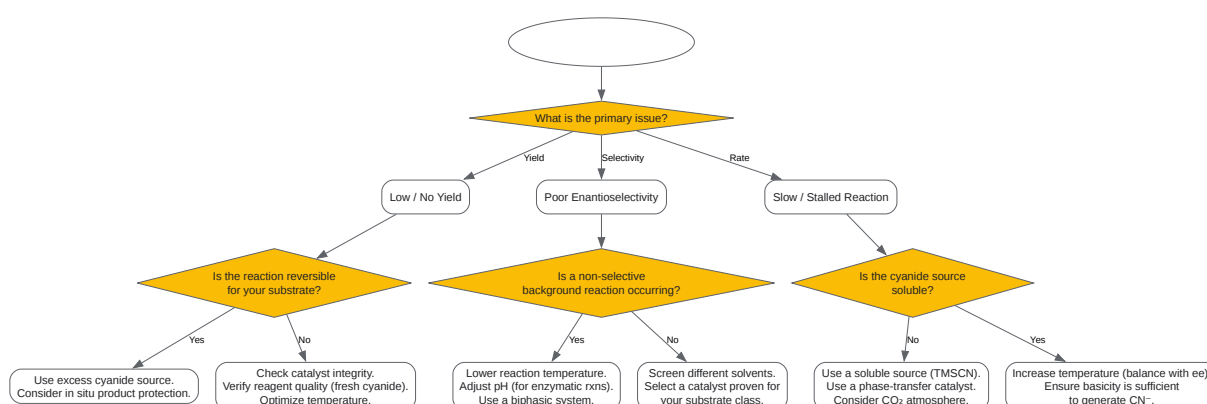 What is the primary issue?
Yield
Selectivity
Rate
Low / No Yield
Poor Enantioselectivity
Slow / Stalled Reaction
Is the reaction reversible
for your substrate?
Is a non-selective
background reaction occurring?
Is the cyanide source
soluble?
Yes
No
Yes
No
No
Yes
Use excess cyanide source.
Consider in situ product protection.
Check catalyst integrity.
Verify reagent quality (fresh cyanide).
Optimize temperature.
Lower reaction temperature.
Adjust pH (for enzymatic rxns).
Use a biphasic system.
Screen different solvents.
Select a catalyst proven for
your substrate class.
Use a soluble source (TMSCN).
Use a phase-transfer catalyst.
Consider CO₂ atmosphere.
Increase temperature (balance with ee)
Ensure basicity is sufficient
to generate CN⁻.